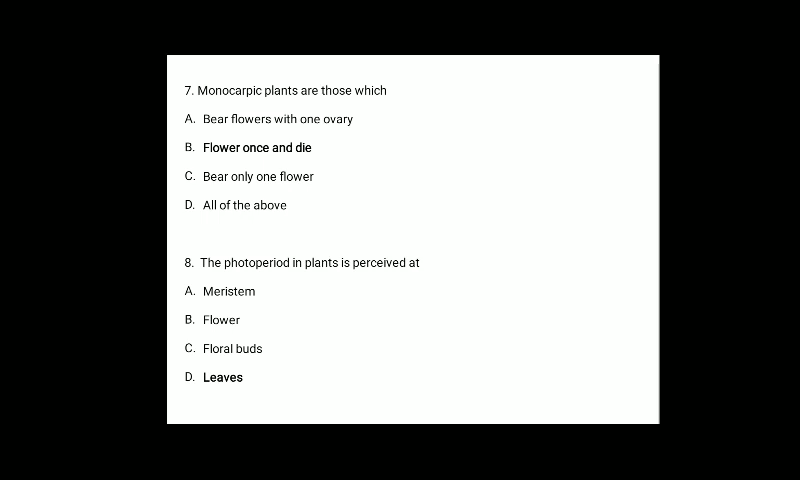 7. Monocarpic plants are those which
A. Bear flowers with one ovary
B. Flower once and die
C. Bear only one flower
D. All of the above
8. The photoperiod in plants is perceived at
A. Meristem
B. Flower
C. Floral buds
D. Leaves